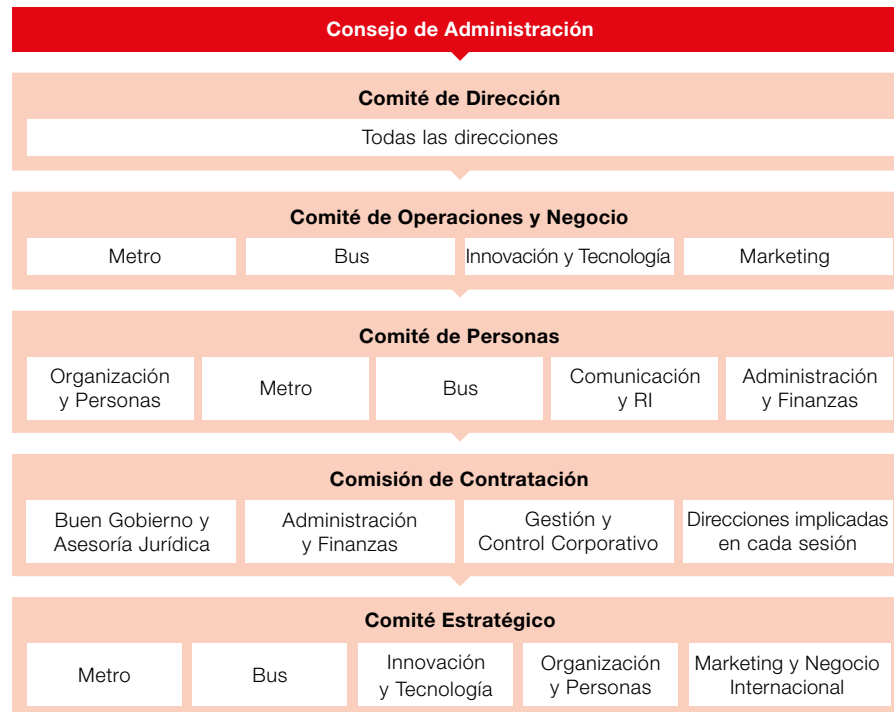 Consejo de Administración
Comité de Dirección
Todas las direcciones
Comité de Operaciones y Negocio
Metro
Bus
Innovación y Tecnología
Marketing
Comité de Personas
Organización
y Personas
Metro
Bus
Comunicación
y RI
Administración
y Finanzas
Comisión de Contratación
Buen Gobierno y
Asesoría Jurídica
Administración
y Finanzas
Gestión y
Control Corporativo
Direcciones implicadas
en cada sesión
Comité Estratégico
Metro
Bus
Innovación
y Tecnología
Organización
y Personas
Marketing y Negocio
Internacional